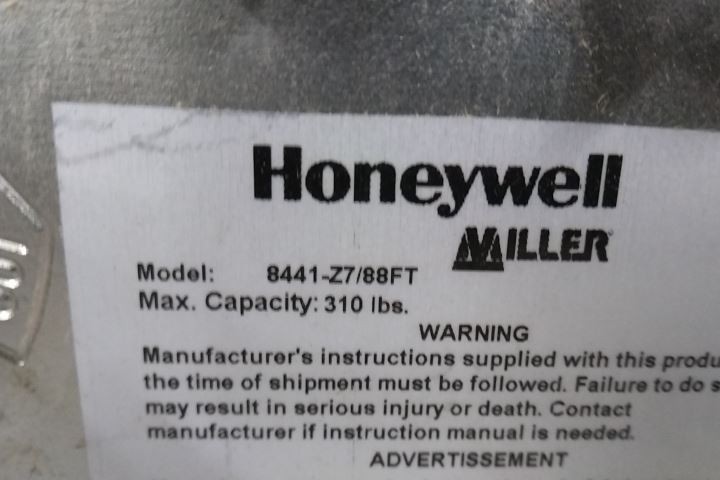 Honeywell
MILLER
Model: 8441-Z7/88FT
Max. Capacity: 310 lbs.
WARNING
Manufacturer's instructions supplied with this produ
the time of shipment must be followed. Failure to do s
may result in serious injury or death. Contact
manufacturer if instruction manual is needed.
ADVERTISSEMENT